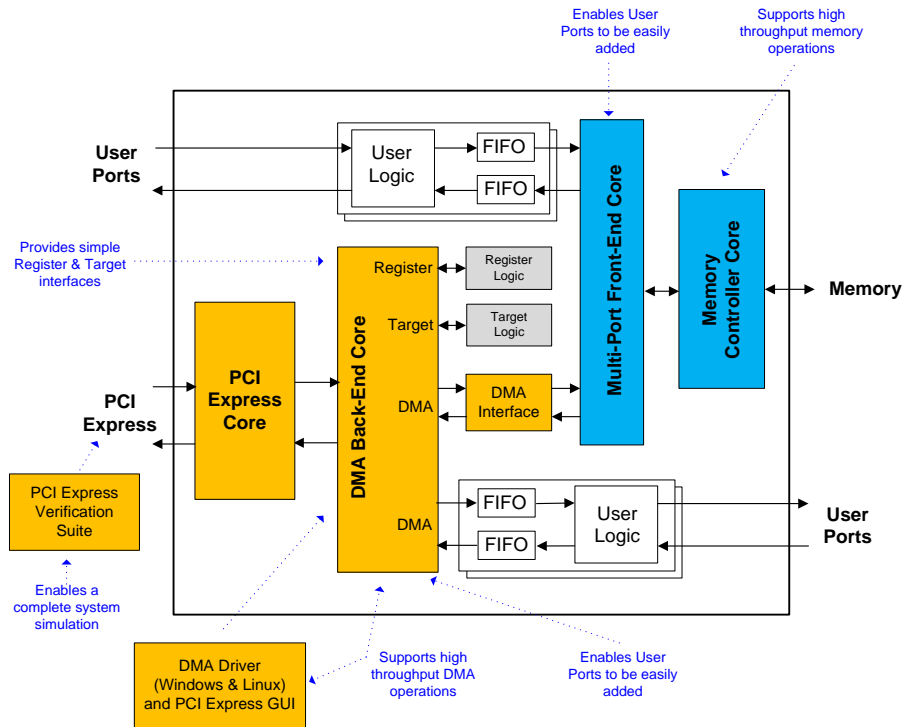 Enables User
Ports to be easily
added
Supports high
throughput memory
operations
User
Ports
User
Logic
FIFO
FIFO
Multi-Port Front-End Core
Memory
Controller Core
Memory
Provides simple
Register & Target
interfaces
Register
Register
Logic
Target
Target
Logic
DMA Back-End Core
PCI
Express
Core
PCI
Express
DMA
DMA
Interface
PCI Express
Verification
Suite
DMA
FIFO
FIFO
User
Logic
User
Ports
Enables a
complete system
simulation
DMA Driver
(Windows & Linux)
and PCI Express GUI
Supports high
throughput DMA
operations
Enables User
Ports to be easily
added